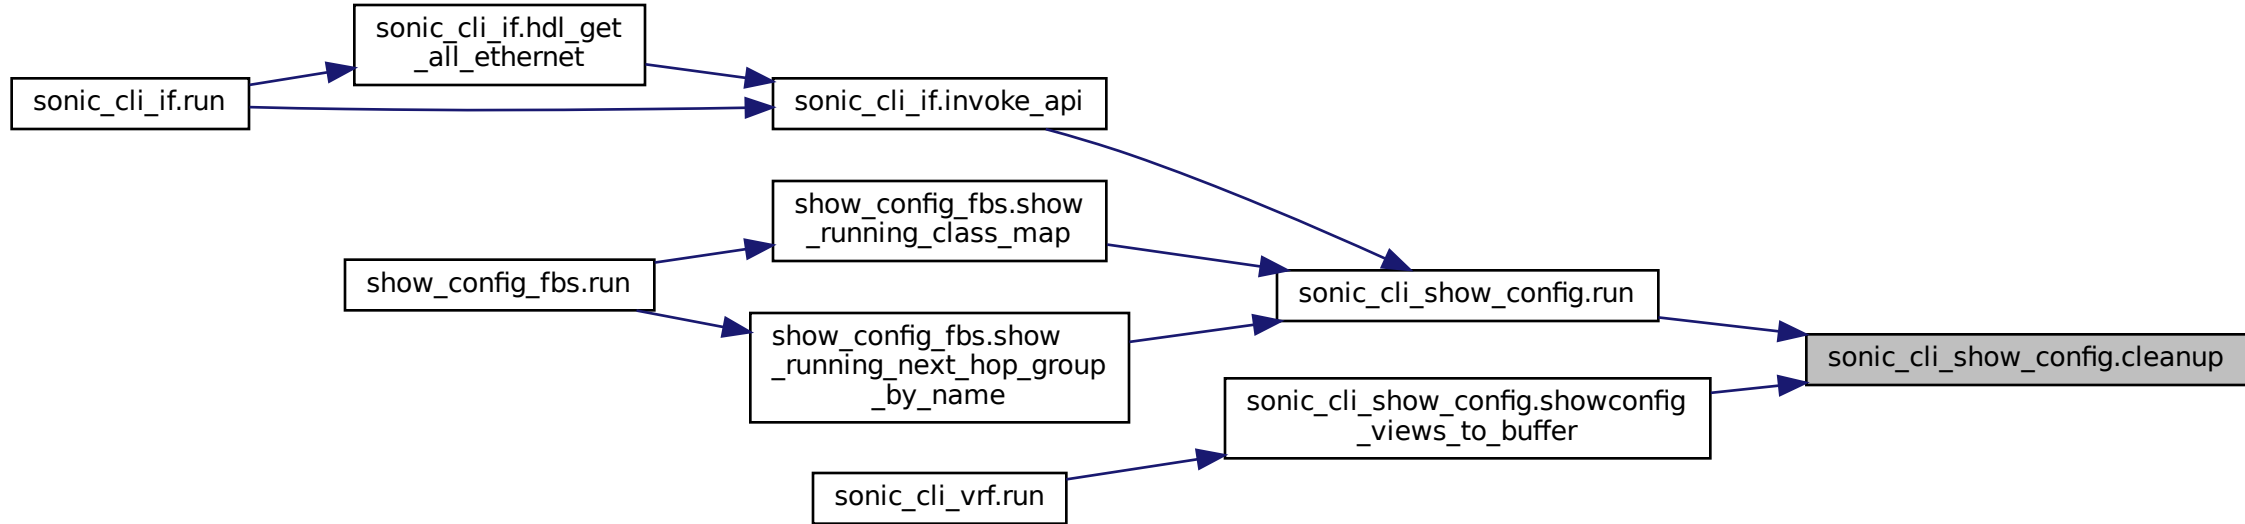 sonic_cli_if.hdl_get
_all_ethernet
sonic_cli_if.run
sonic_cli_if.invoke_api
show_config_fbs.show
_running_class_map
show_config_fbs.run
sonic_cli_show_config.run
show_config_fbs.show
_running_next_hop_group
_by_name
sonic_cli_show_config.cleanup
sonic_cli_show_config.showconfig
_views_to_buffer
sonic_cli_vrf.run